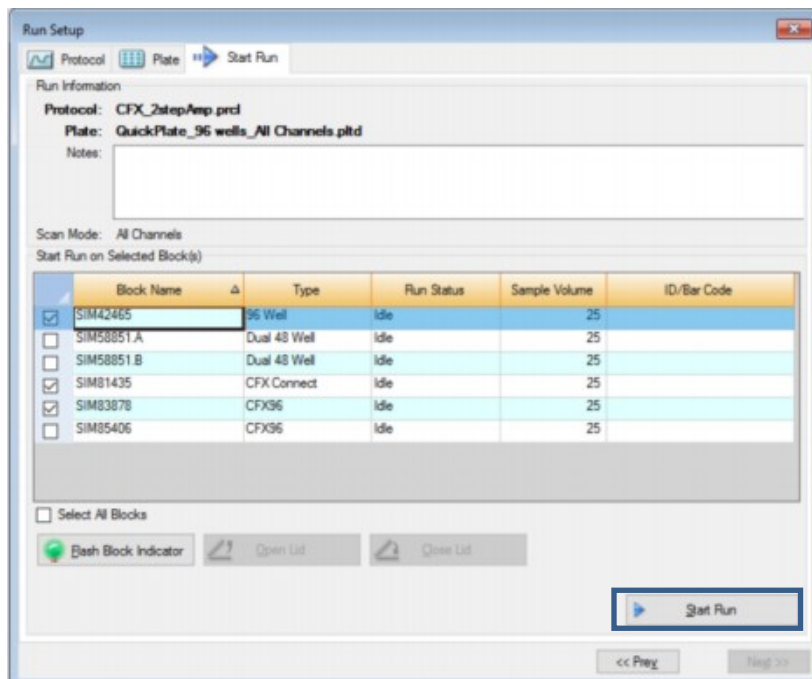 Run Setup
Protocol Plate Start Run
Run Information
Protocol: CFX_2stepAmp.prcl
Plate: QuickPlate_96 wells_All Channels.pltd
Notes:
Scan Mode: All Channels
Start Run on Selected Block(s)
Block Name Type Run Status Sample Volume ID/Bar Code
SIM42465 96 Well Idle 25
SIM58851.A Dual 48 Well Idle 25
SIM58851.B Dual 48 Well Idle 25
SIM81435 CFX Connect Idle 25
SIM83878 CFX96 Idle 25
SIM85406 CFX96 Idle 25
Select All Blocks
Flash Block Indicator Open Lid Close Lid
Start Run
<< Prev Next >>